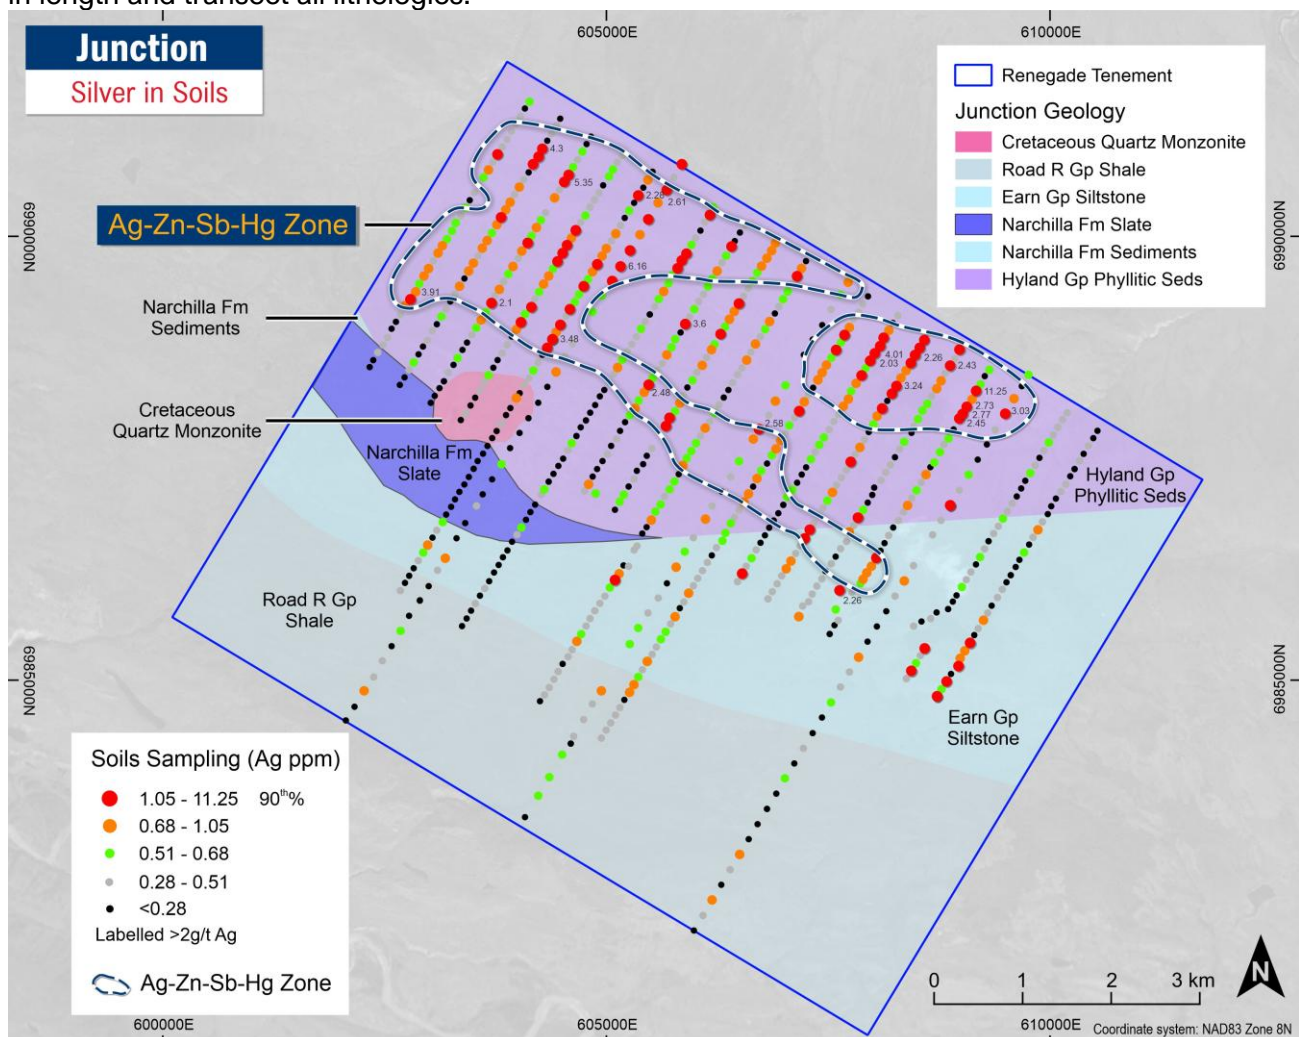 in length and transect all lithologies.
Junction
Silver in Soils
605000E
610000E
Renegade Tenement
Junction Geology
Cretaceous Quartz Monzonite
Road R Gp Shale
Earn Gp Siltstone
Narchilla Fm Slate
Narchilla Fm Sediments
Hyland Gp Phyllitic Seds
Ag-Zn-Sb-Hg Zone
6990000N
6990000N
Narchilla Fm
Sediments
Cretaceous
Quartz Monzonite
Narchilla Fm
Slate
Hyland Gp
Phyllitic Seds
Road R Gp
Shale
Earn Gp
Siltstone
4.3
5.35
2.28
2.61
6.16
3.91
2.1
3.6
3.48
4.01
2.03
2.26
2.43
3.24
11.25
2.73
2.77
2.45
3.03
2.48
2.58
2.26
6985000N
6985000N
Soils Sampling (Ag ppm)
1.05 - 11.25 90th%
0.68 - 1.05
0.51 - 0.68
0.28 - 0.51
<0.28
Labelled >2g/t Ag
Ag-Zn-Sb-Hg Zone
N
0 1 2 3 km
600000E
605000E
610000E
Coordinate system: NAD83 Zone 8N